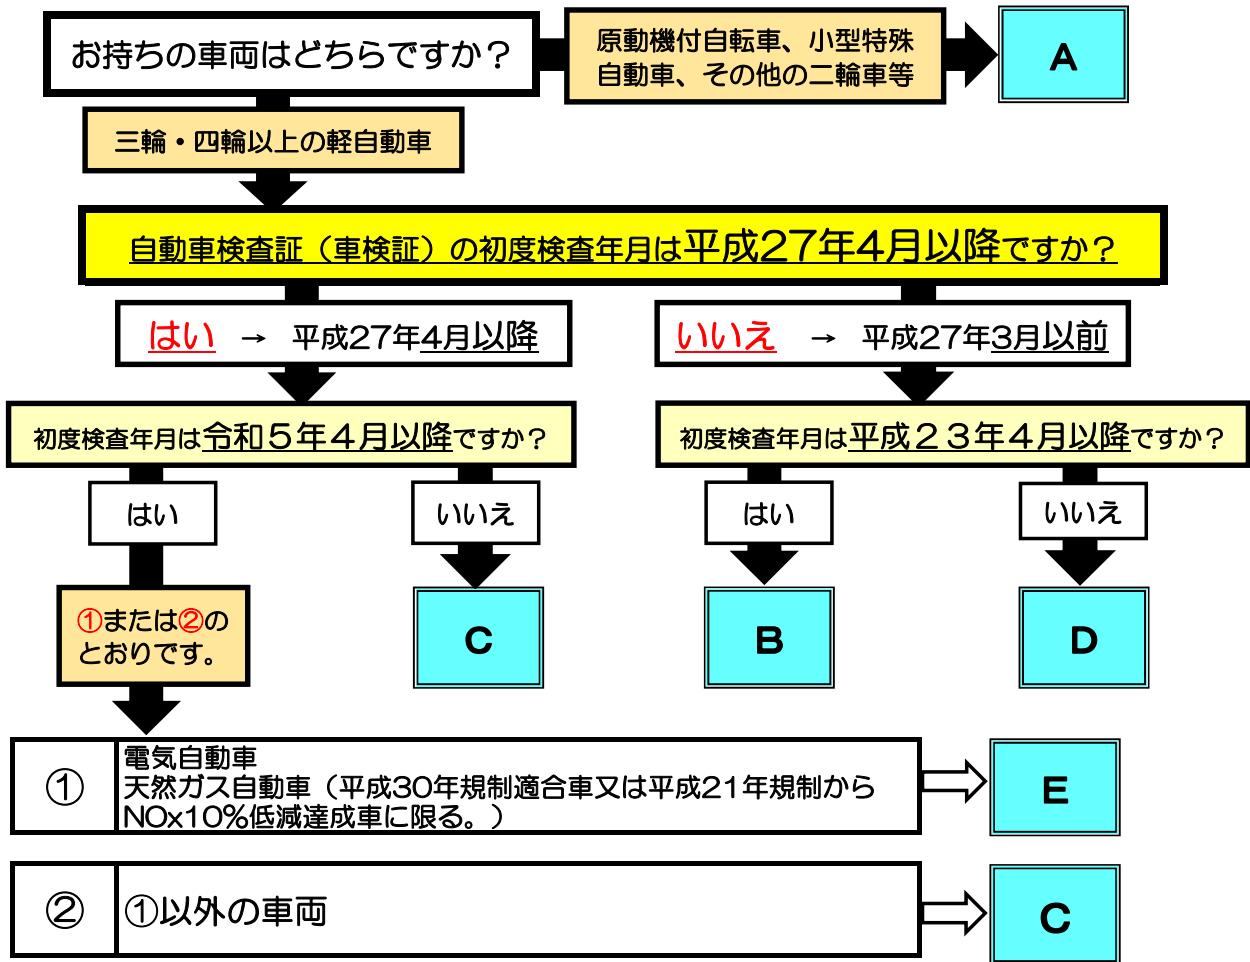 お持ちの車両はどちらですか？
原動機付自転車、小型特殊
自動車、その他の二輪車等
A
三輪・四輪以上の軽自動車
自動車検査証（車検証）の初度検査年月は平成27年4月以降ですか？
はい → 平成27年4月以降
いいえ → 平成27年3月以前
初度検査年月は令和５年４月以降ですか？
初度検査年月は平成２３年４月以降ですか？
はい
いいえ
はい
いいえ
①または②の
とおりです。
C
B
D
①
電気自動車
天然ガス自動車（平成30年規制適合車又は平成21年規制から
NOx10％低減達成車に限る。）
E
②
①以外の車両
C